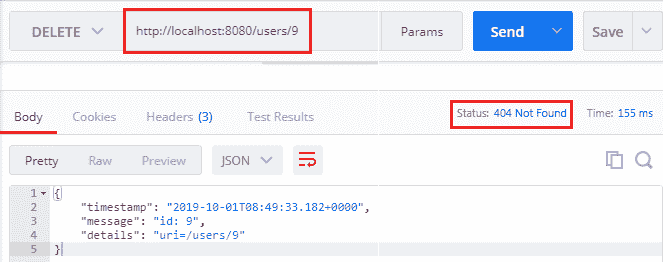 DELETE http://localhost:8080/users/9 Params Send Save
Body Cookies Headers (3) Test Results Status: 404 Not Found Time: 155 ms
Pretty Raw Preview JSON
1 {
2 "timestamp": "2019-10-01T08:49:33.182+0000",
3 "message": "id: 9",
4 "details": "uri=/users/9"
5 }